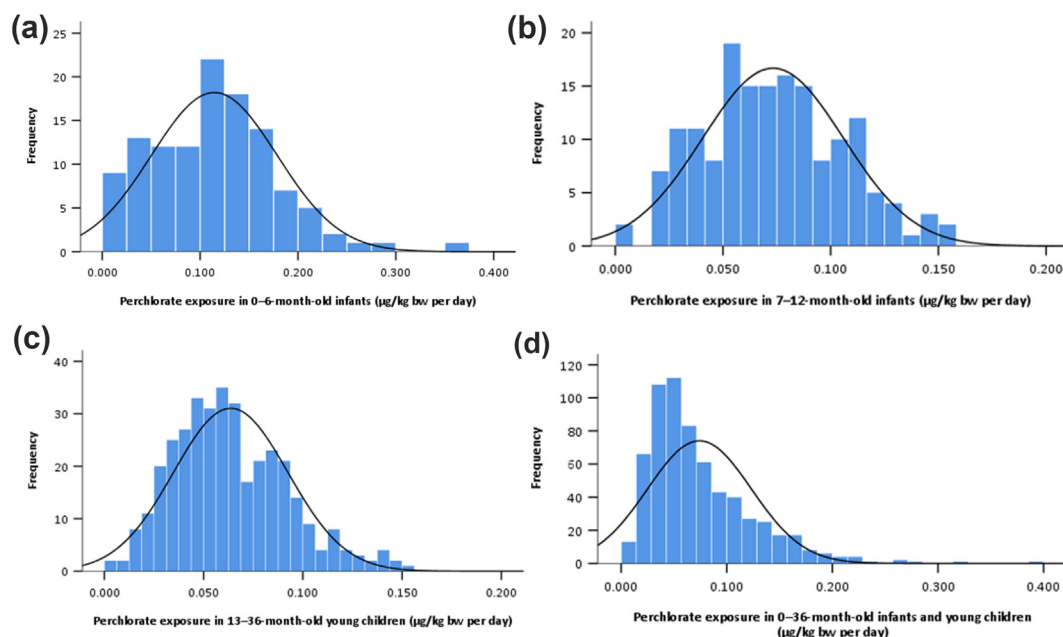 (a)
25
20
15
10
5
0
Frequency
0.000 0.100 0.200 0.300 0.400
Perchlorate exposure in 0–6-month-old infants (µg/kg bw per day)
(b)
20
15
10
5
0
Frequency
0.000 0.050 0.100 0.150 0.200
Perchlorate exposure in 7–12-month-old infants (µg/kg bw per day)
(c)
40
30
20
10
0
Frequency
0.000 0.050 0.100 0.150 0.200
Perchlorate exposure in 13–36-month-old young children (µg/kg bw per day)
(d)
120
100
80
60
40
20
0
Frequency
0.000 0.100 0.200 0.300 0.400
Perchlorate exposure in 0–36-month-old infants and young children
(µg/kg bw per day)